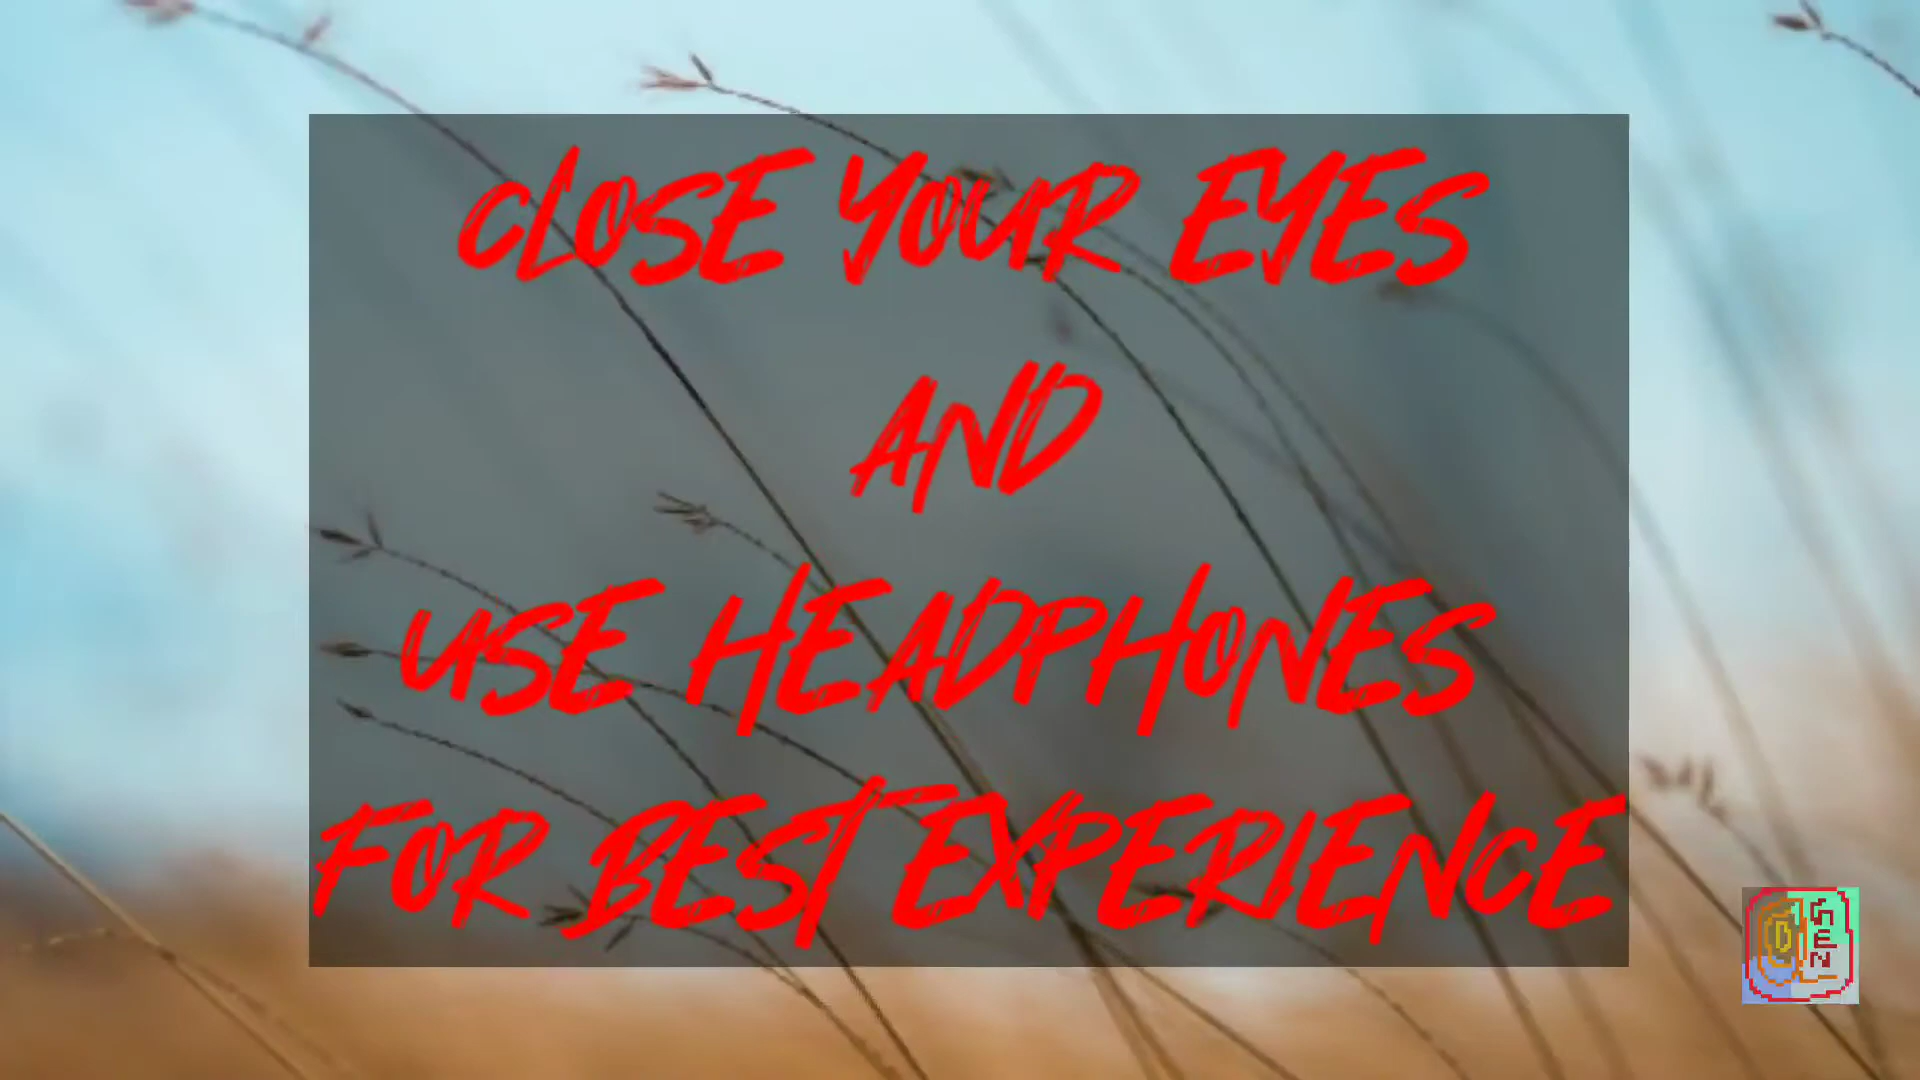 CLOSE YOUR EYES
AND
USE HEADPHONES
FOR BEST EXPERIENCE